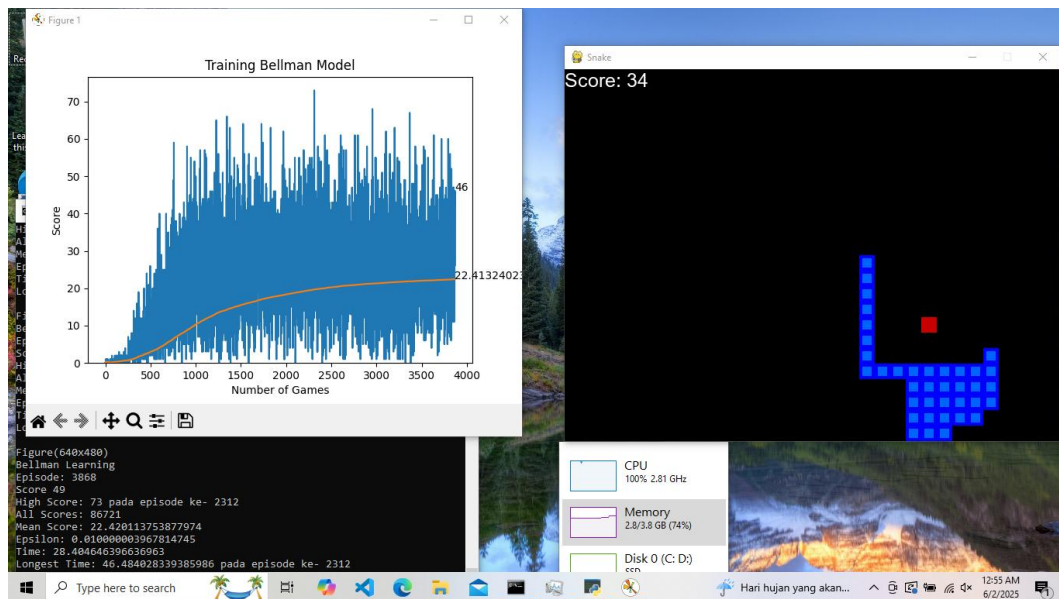 Figure 1
Training Bellman Model
70
60
50
40
30
20
10
0
Score
46
22.41324023
0 500 1000 1500 2000 2500 3000 3500 4000
Number of Games
Snake
Score: 34
Figure(640x480)
Bellman Learning
Episode: 3868
Score 49
High Score: 73 pada episode ke- 2312
All Scores: 86721
Mean Score: 22.420113753877974
Epsilon: 0.010000003967814745
Time: 28.404646396636963
Longest Time: 46.484028339385986 pada episode ke- 2312
CPU
100% 2.81 GHz
Memory
2.8/3.8 GB (74%)
Disk 0 (C: D:)
SSD
Type here to search
Hari hujan yang akan...
12:55 AM
6/2/2025
1